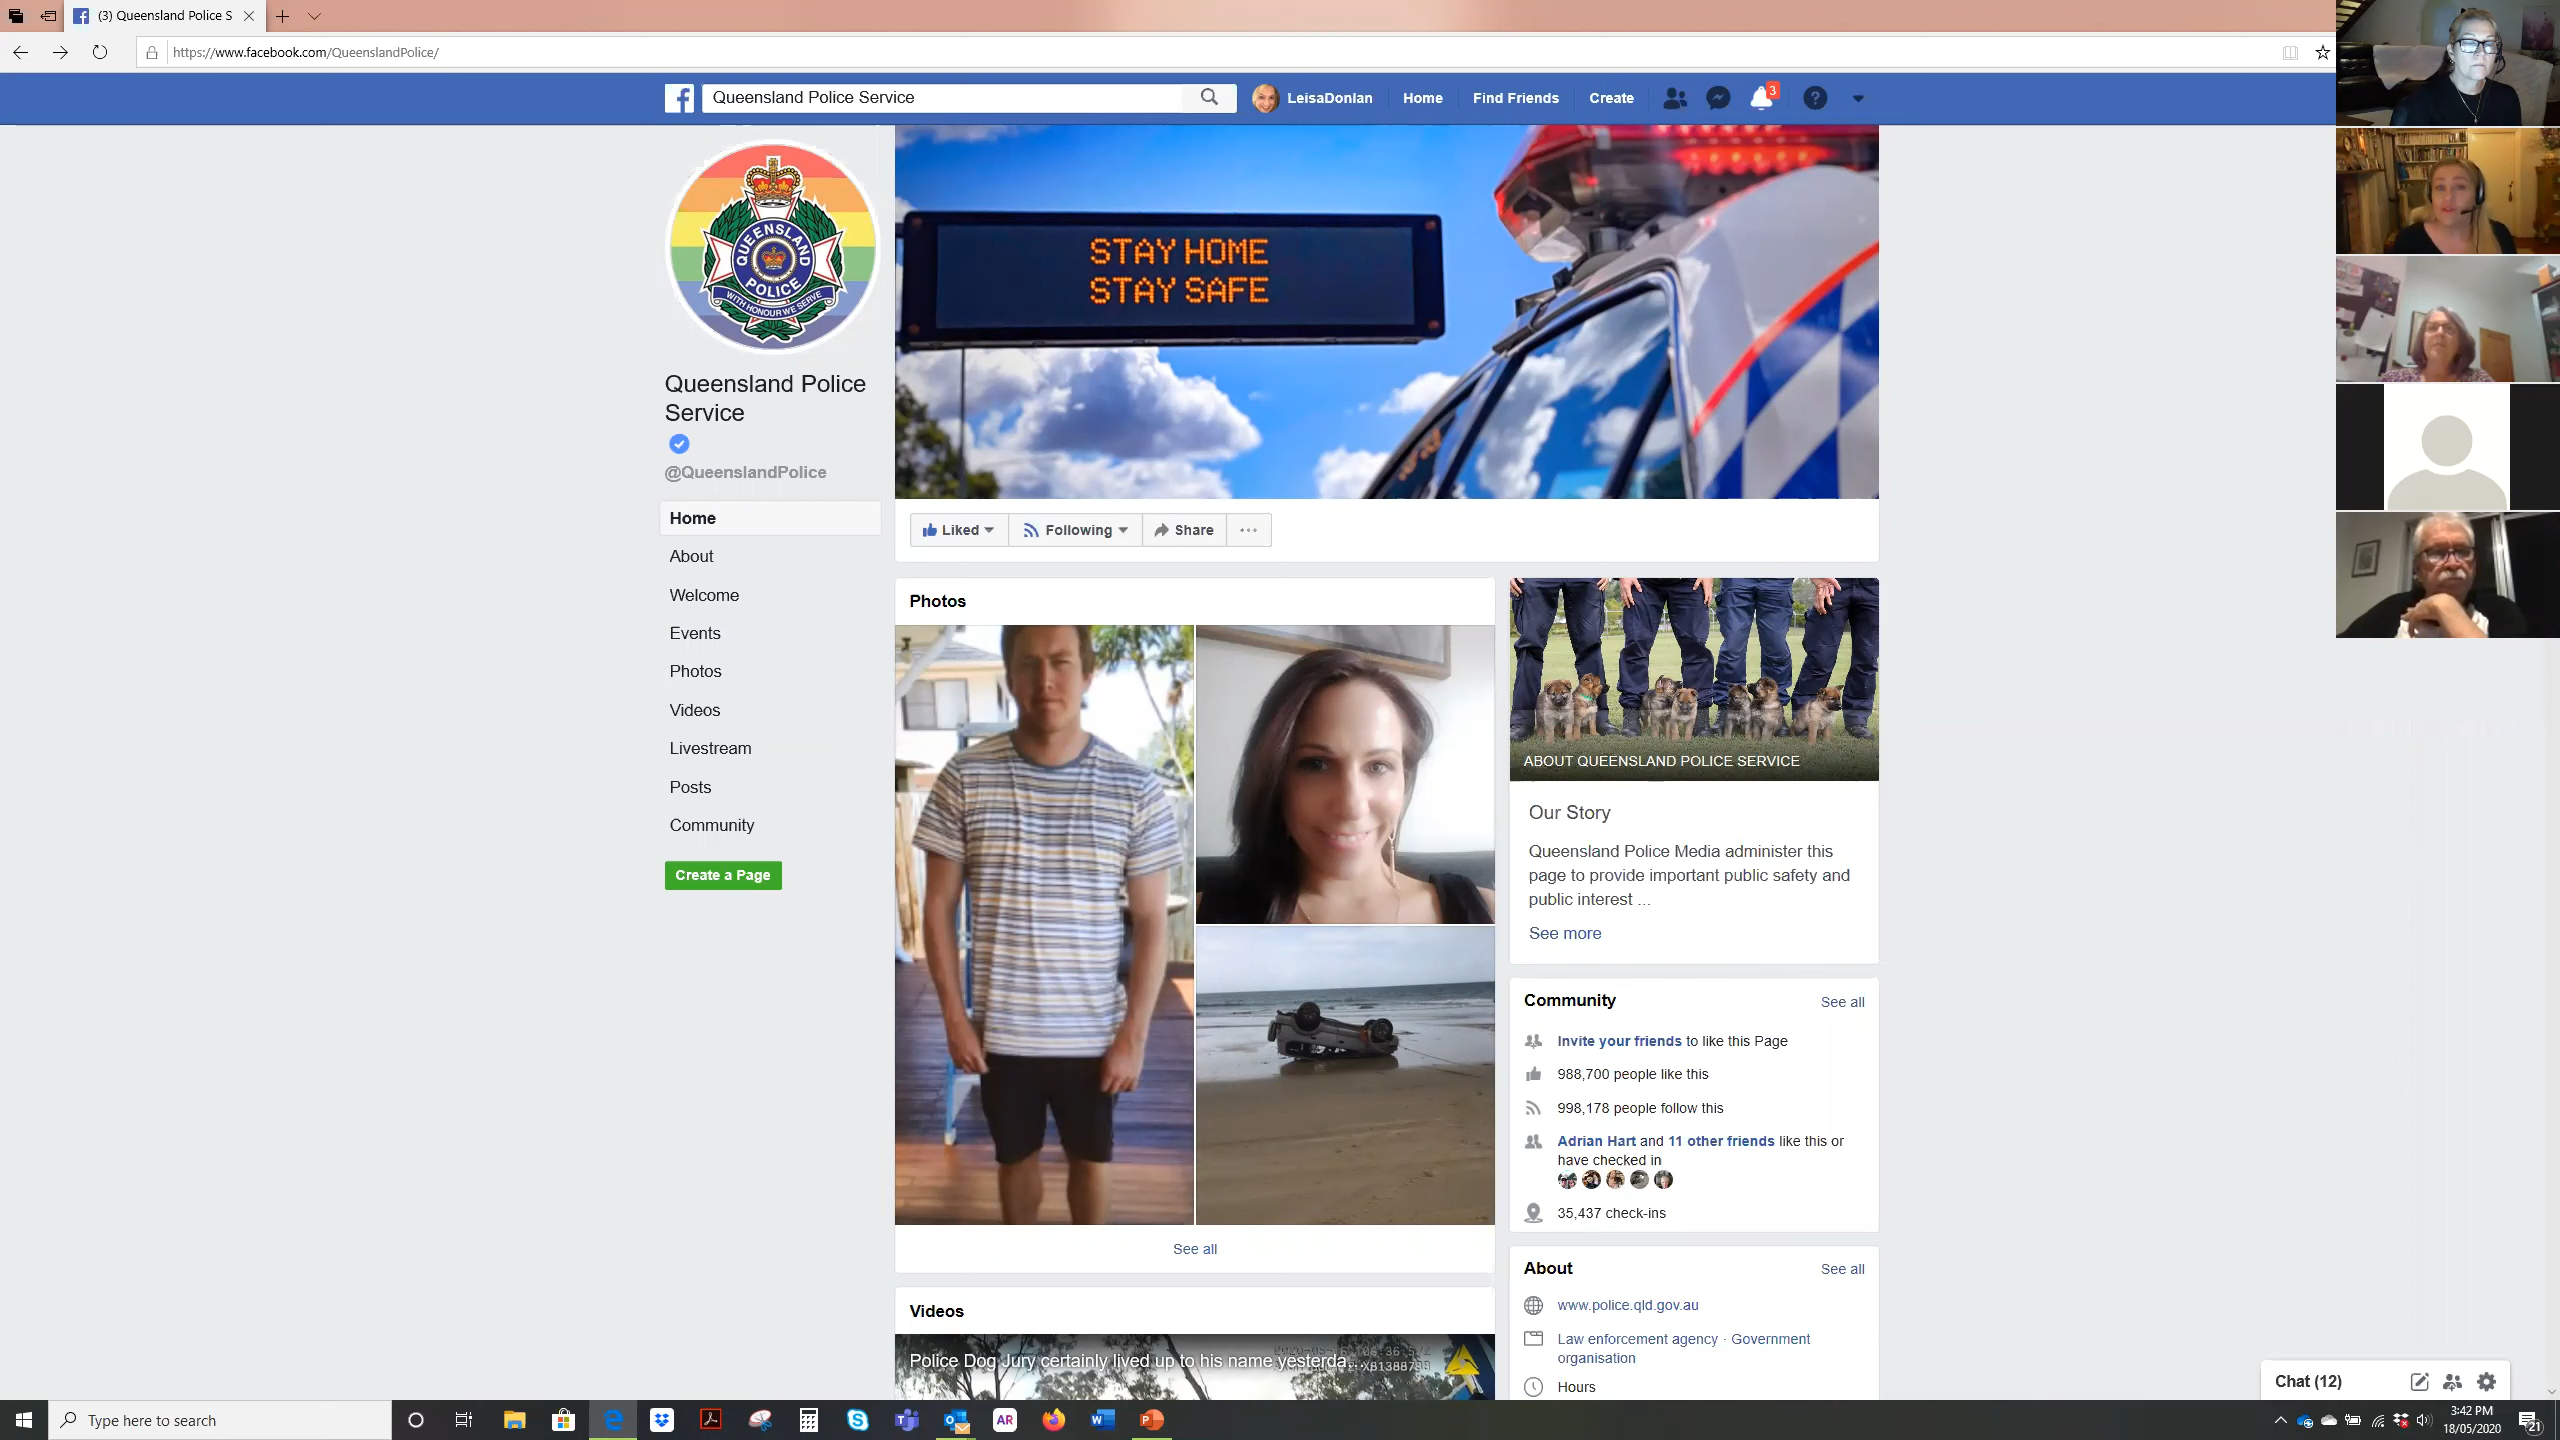 (3) Queensland Police S
https://www.facebook.com/QueenslandPolice/
Queensland Police Service
LeisaDonlan
Home
Find Friends
Create
3
QUEENSLAND
POLICE
WITH HONOUR WE SERVE
STAY HOME
STAY SAFE
Queensland Police
Service
@QueenslandPolice
Home
About
Welcome
Events
Photos
Videos
Livestream
Posts
Community
Create a Page
Liked
Following
Share
Photos
See all
Videos
Police Dog Jury certainly lived up to his name yesterda...
ABOUT QUEENSLAND POLICE SERVICE
Our Story
Queensland Police Media administer this
page to provide important public safety and
public interest ...
See more
Community
See all
Invite your friends to like this Page
988,700 people like this
998,178 people follow this
Adrian Hart and 11 other friends like this or
have checked in
35,437 check-ins
About
See all
www.police.qld.gov.au
Law enforcement agency · Government
organisation
Hours
Chat (12)
Type here to search
AR
3:42 PM
18/05/2020
21